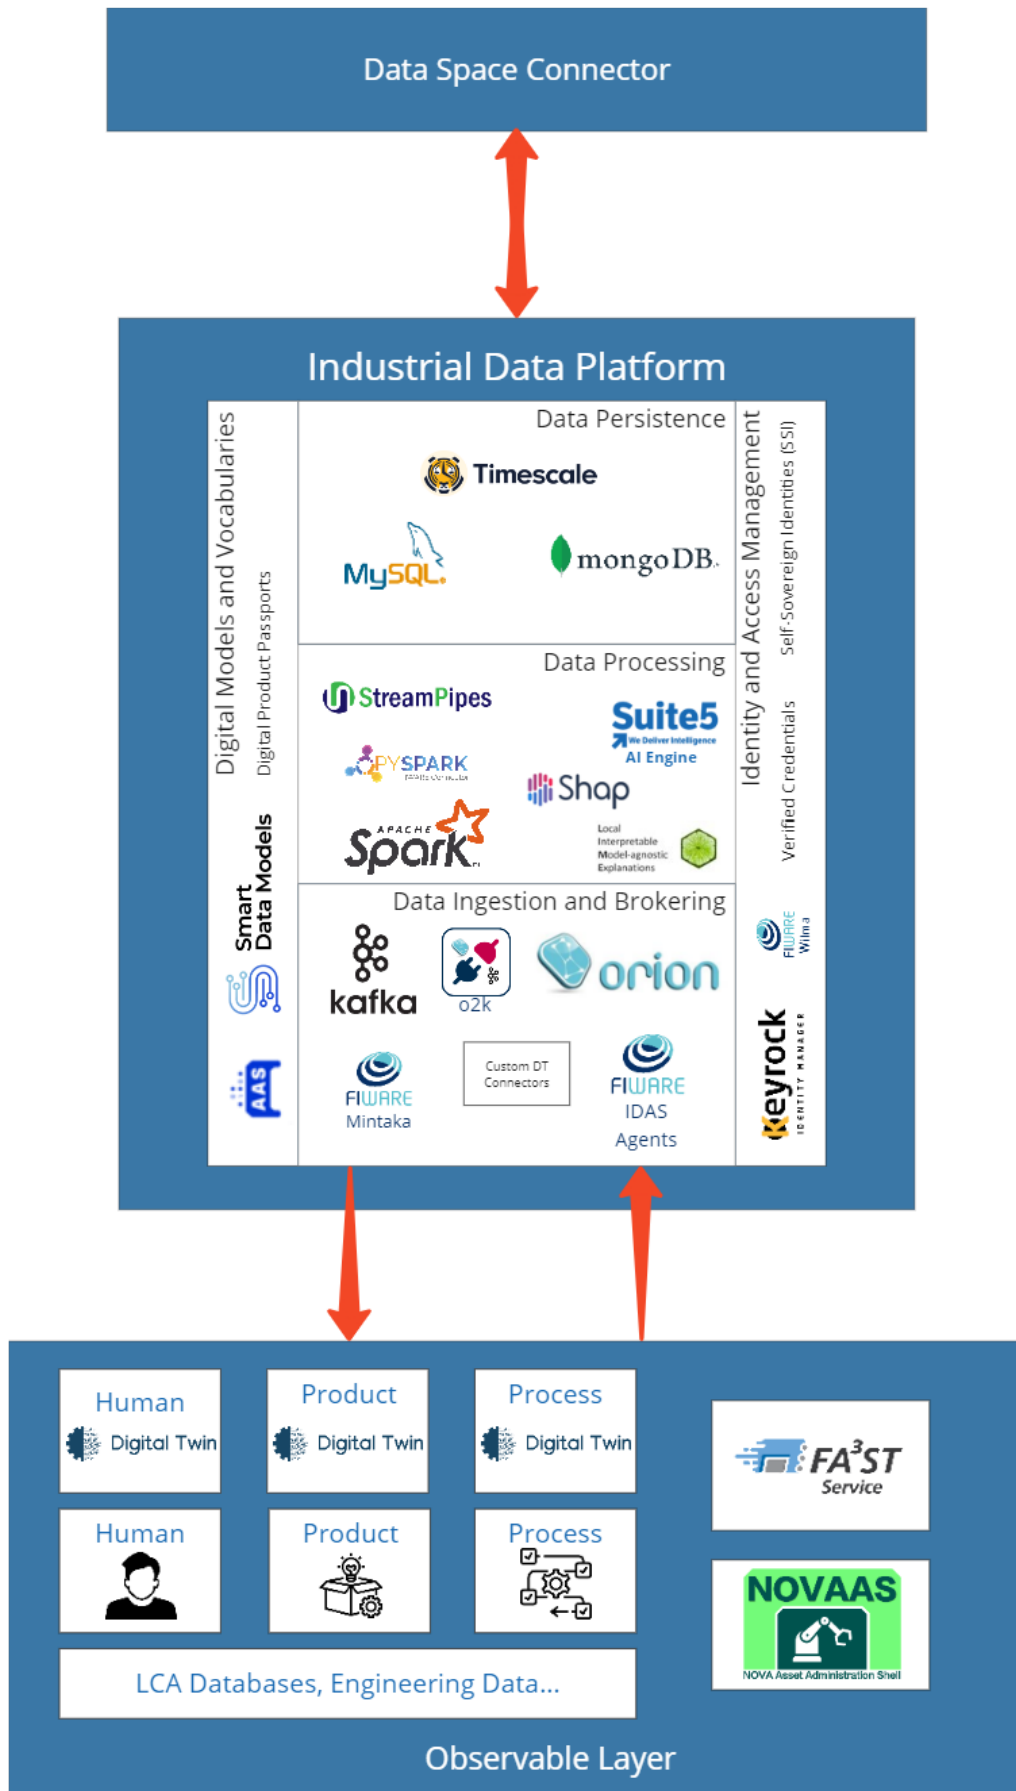 Data Space Connector
Industrial Data Platform
Digital Models and Vocabularies
Digital Product Passports
Smart
Data Models
AAS
Data Persistence
Timescale
MySQL
mongoDB
Data Processing
StreamPipes
Suite5
We Deliver Intelligence
AI Engine
PYSPARK
FIWARE Connector
Shap
APACHE
Spark
Local
Interpretable
Model-agnostic
Explanations
Data Ingestion and Brokering
kafka
o2k
orion
FIWARE
Mintaka
Custom DT
Connectors
FIWARE
IDAS
Agents
Identity and Access Management
Self-Sovereign Identities (SSI)
Verified Credentials
FIWARE
Wilma
Keyrock
IDENTITY MANAGER
Human
Digital Twin
Product
Digital Twin
Process
Digital Twin
FA³ST
Service
Human
Product
Process
NOVAAS
NOVA Asset Administration Shell
LCA Databases, Engineering Data...
Observable Layer